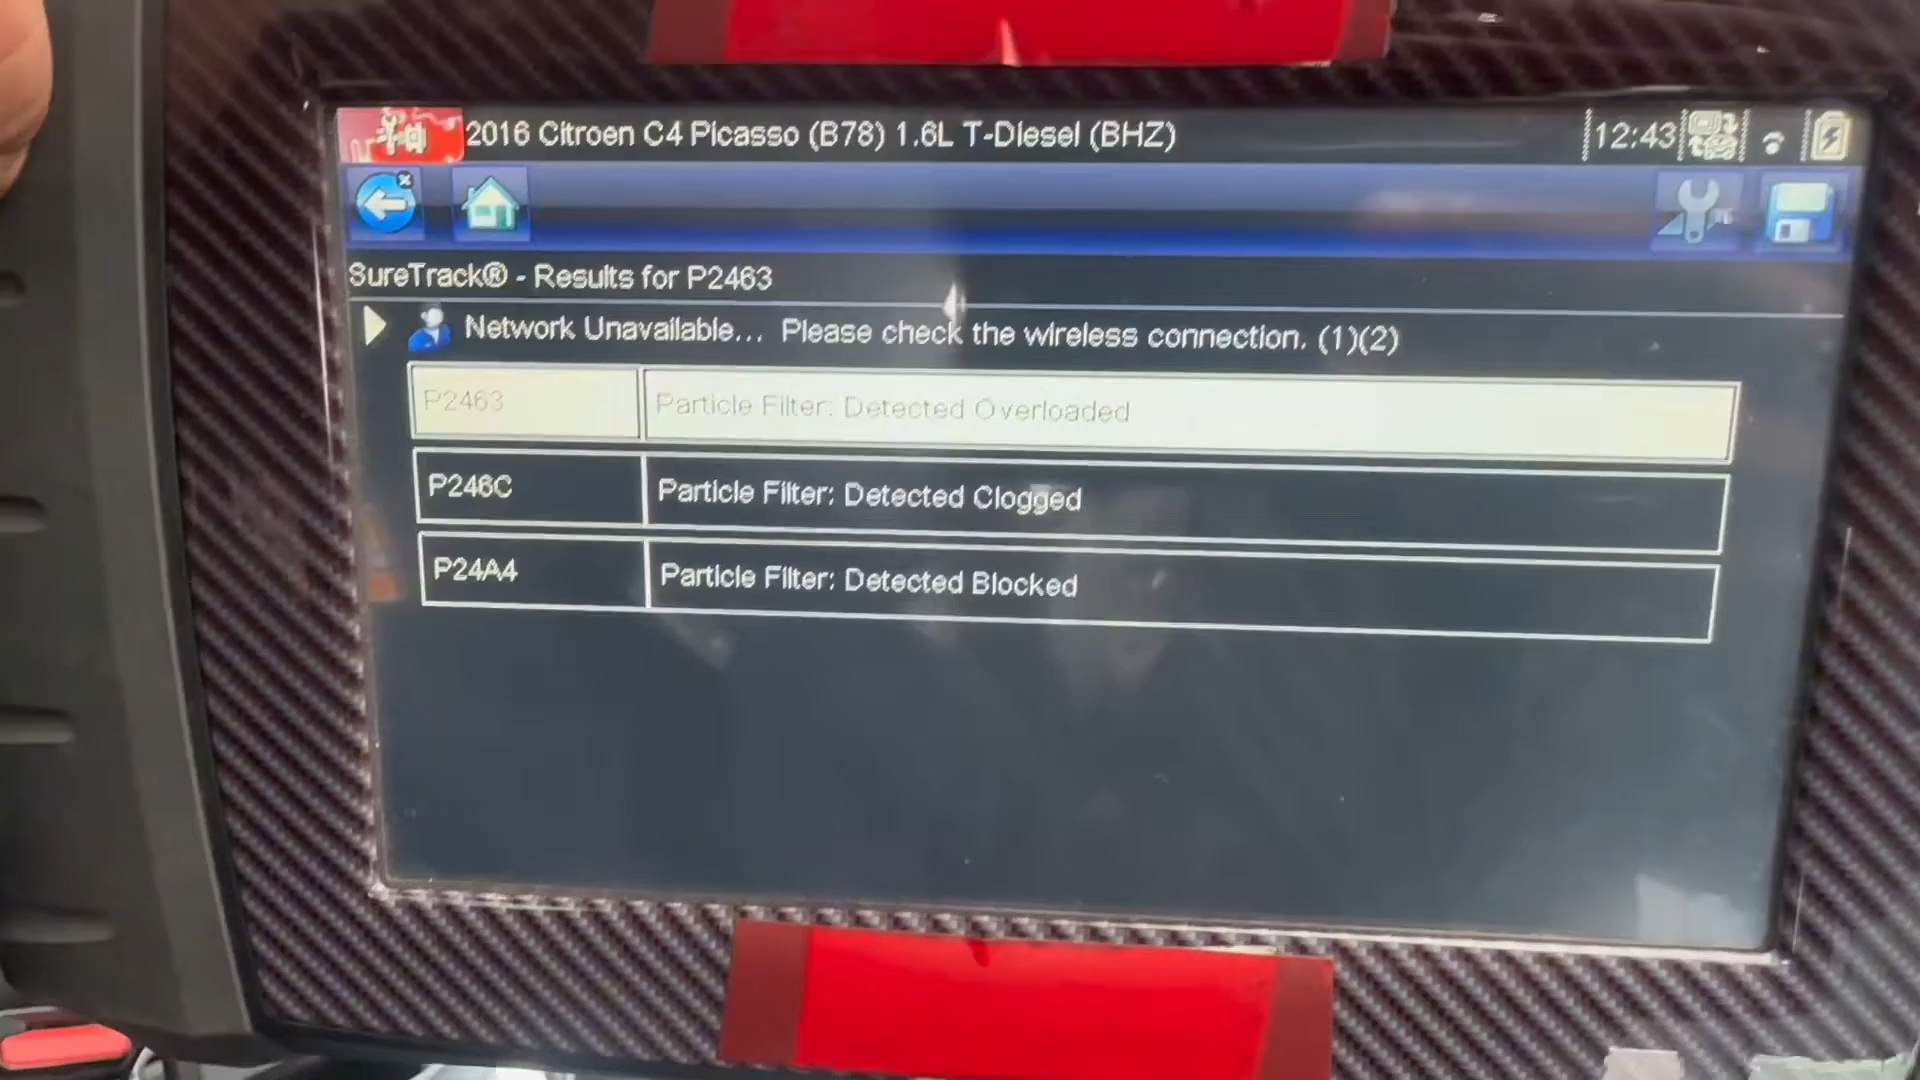 2016 Citroen C4 Picasso (B78) 1.6L T-Diesel (BHZ) 12:43
SureTrack® - Results for P2463
Network Unavailable... Please check the wireless connection. (1)(2)
P2463 Particle Filter: Detected Overloaded
P246C Particle Filter: Detected Clogged
P24A4 Particle Filter: Detected Blocked